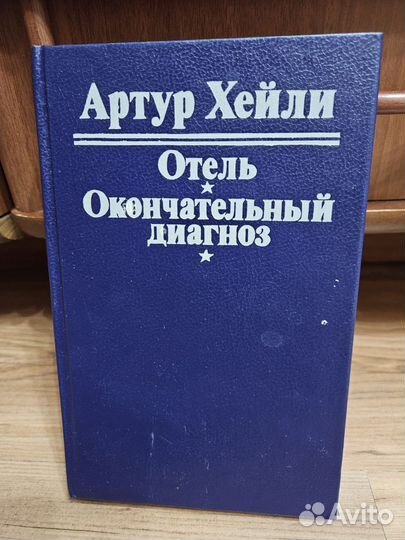 Артур Хейли
Отель
Окончательный
диагноз
Avito